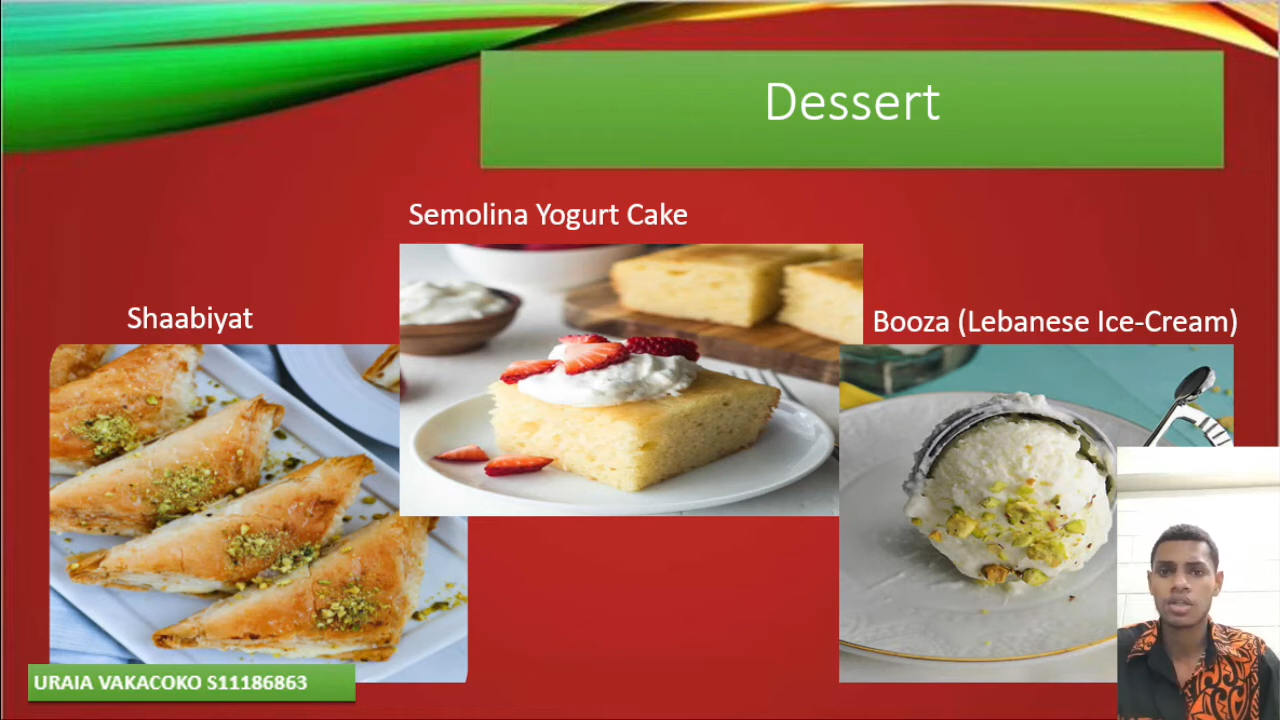 Dessert
Semolina Yogurt Cake
Shaabiyat
Booza (Lebanese Ice-Cream)
URAIA VAKACOKO S11186863